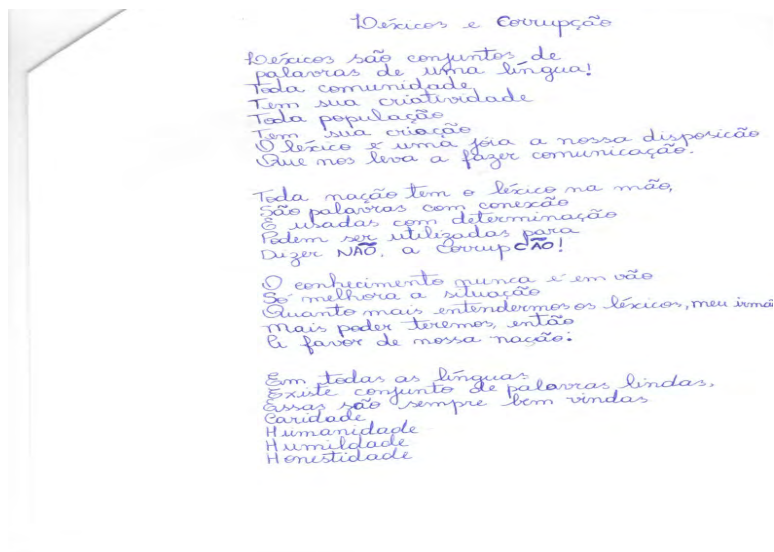 Léxicos e Corrupção
Léxicos são conjuntos de
palavras de uma língua!
Toda comunidade
Tem sua criatividade
Toda população
Tem sua criação
O léxico é uma jóia a nossa disposição
Que nos leva a fazer comunicação.
Toda nação tem o léxico na mão,
São palavras com conexão
E usadas com determinação
Podem ser utilizadas para
Dizer NÃO, a CorrupÇÃO!
O conhecimento nunca é em vão
Só melhora a situação
Quanto mais entendermos os léxicos, meu irmã
Mais poder teremos, então
A favor de nossa nação.
Em todas as línguas
Existe conjunto de palavras lindas,
Essas são sempre bem vindas
Caridade
Humanidade
Humildade
Honestidade